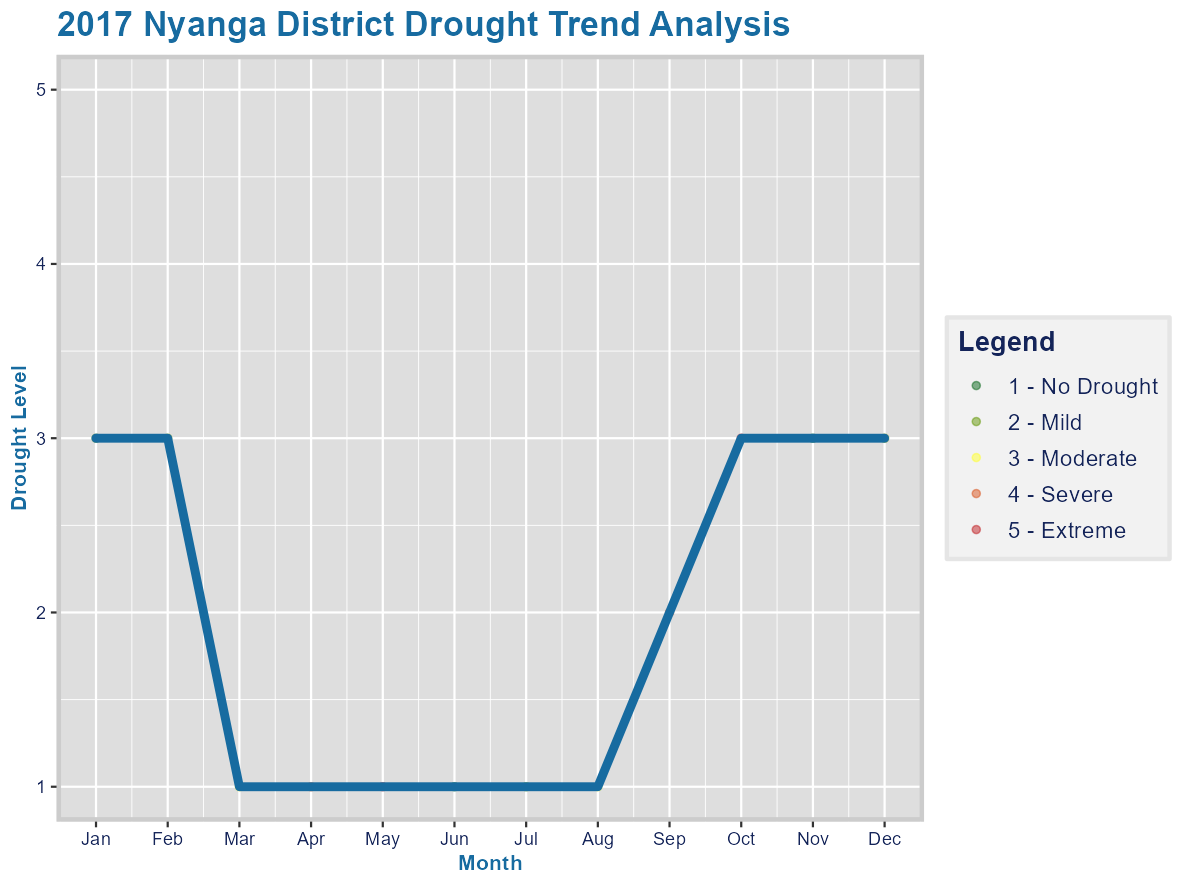 2017 Nyanga District Drought Trend Analysis
Drought Level
5
4
3
2
1
Jan Feb Mar Apr May Jun Jul Aug Sep Oct Nov Dec
Month
Legend
1 - No Drought
2 - Mild
3 - Moderate
4 - Severe
5 - Extreme